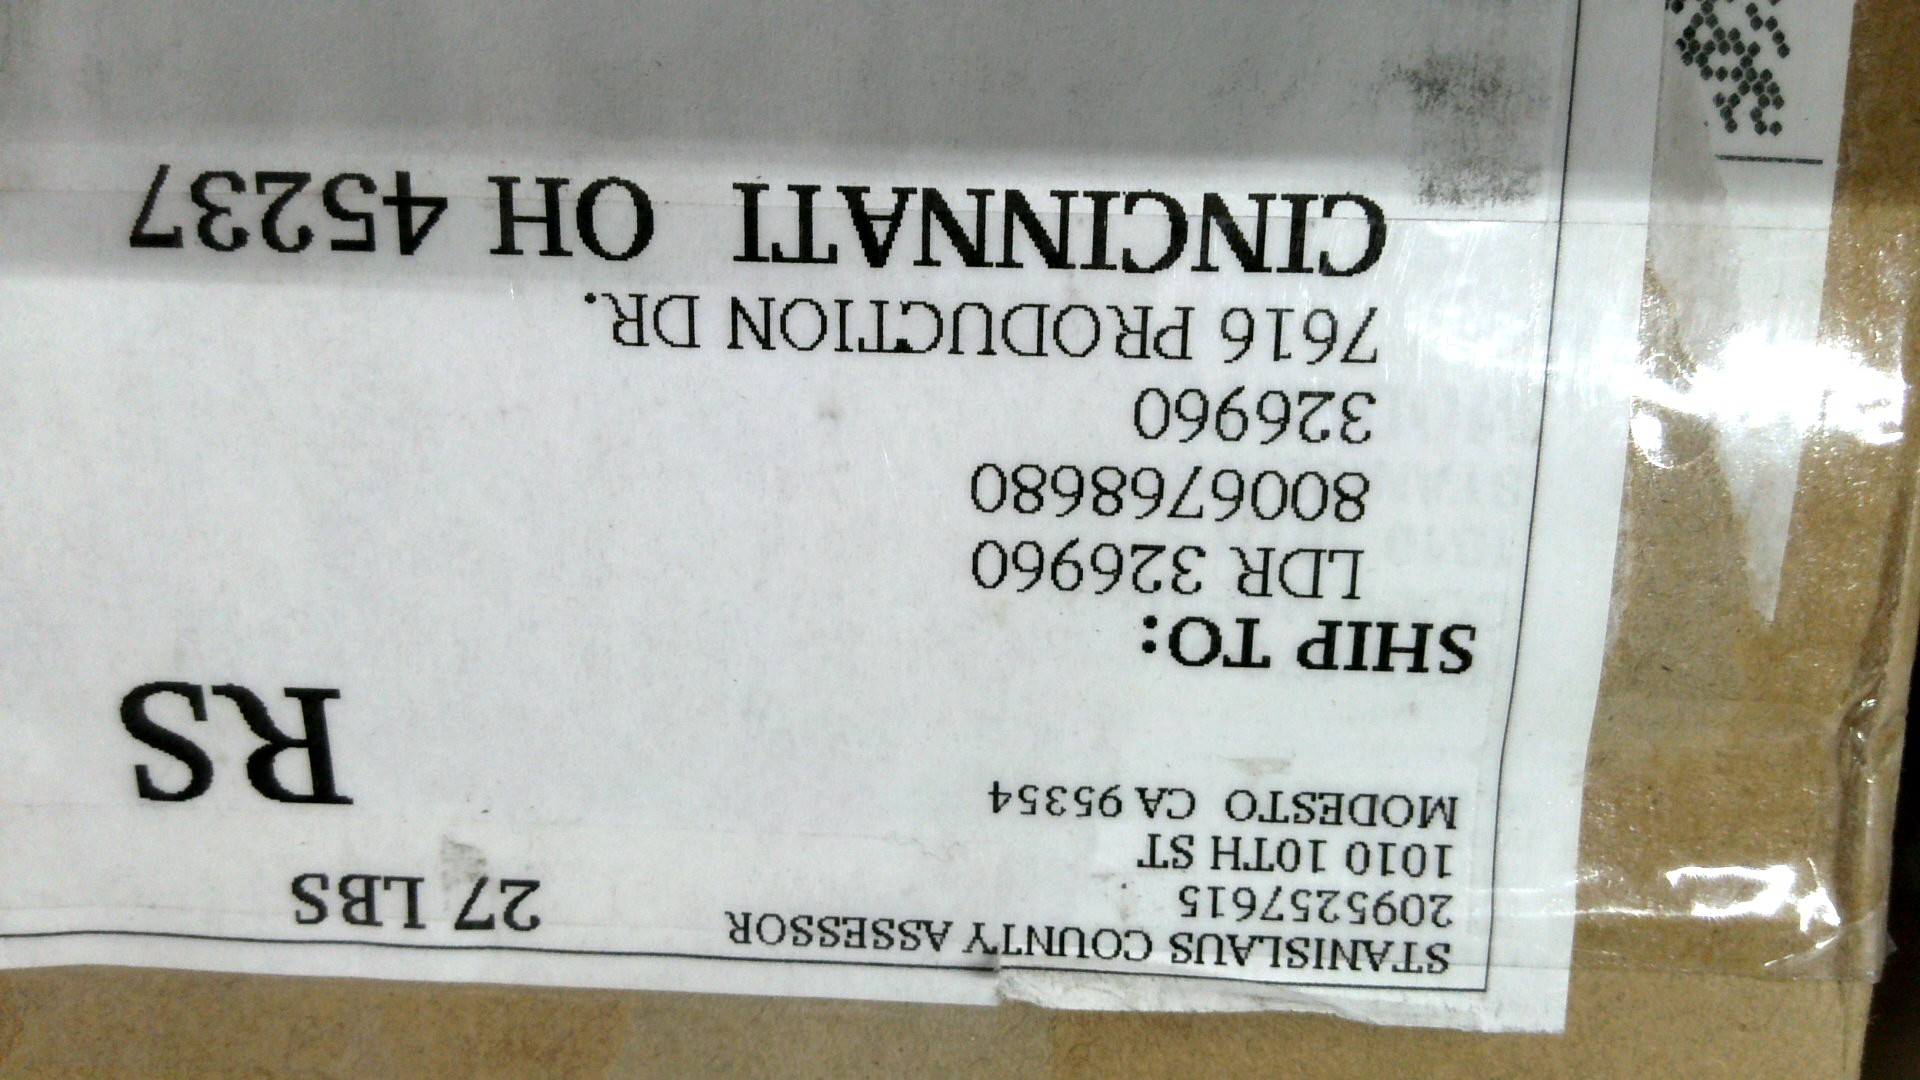 STANISLAUS COUNTY ASSESSOR 27 LBS
2095257615
1010 10TH ST
MODESTO CA 95354
RS
SHIP TO:
LDR 326960
8006768680
326960
7616 PRODUCTION DR.
CINCINNATI OH 45237